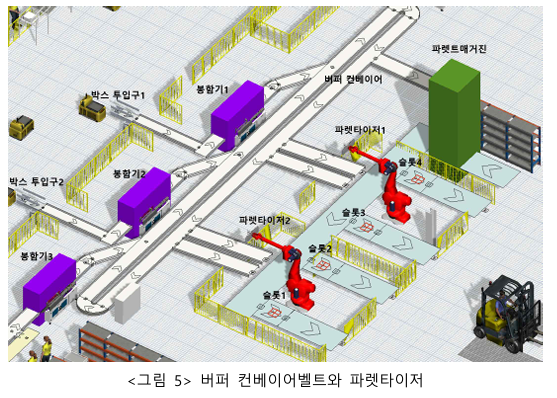 파렛트매거진
버퍼 컨베이어
봉함기1
박스 투입구1
파렛타이저1
슬롯4
봉함기2
박스 투입구2
슬롯3
파렛타이저2
슬롯2
봉함기3
슬롯1
<그림 5> 버퍼 컨베이어벨트와 파렛타이저